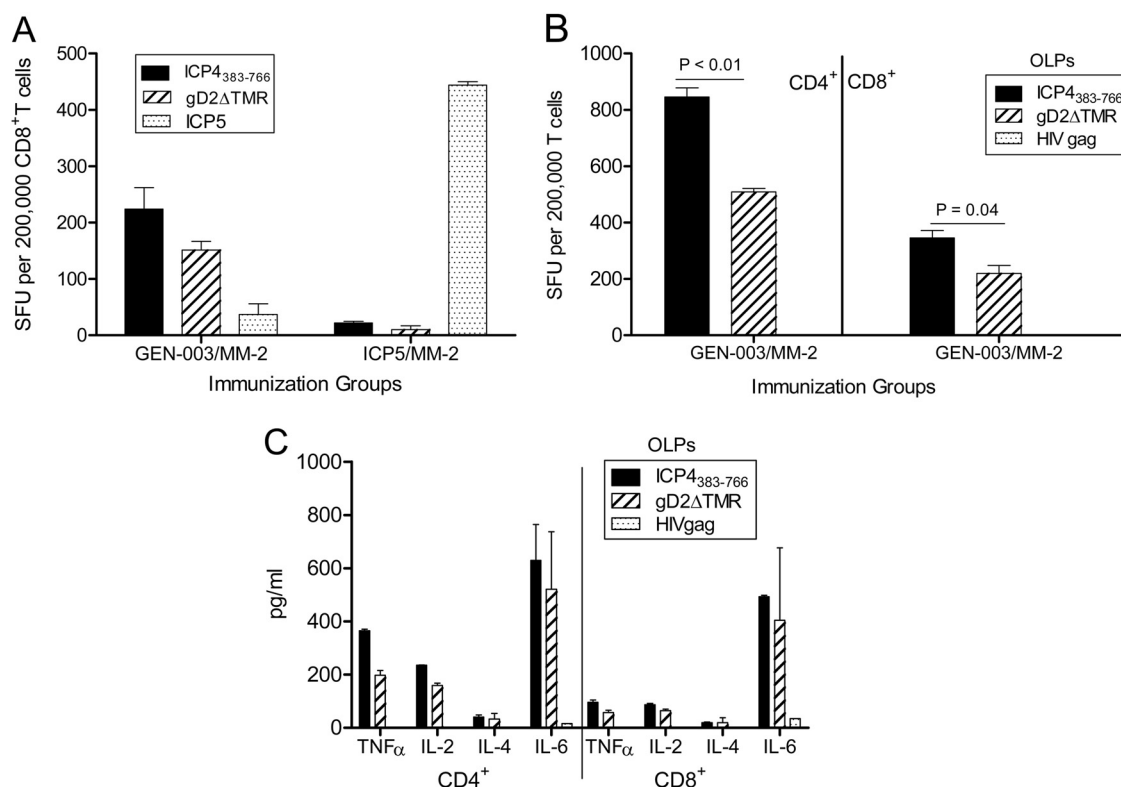 A
SFU per 200,000 CD8⁺T cells
500
400
300
200
100
0
ICP4₃₈₃₋₇₆₆
gD2ΔTMR
ICP5
GEN-003/MM-2
ICP5/MM-2
Immunization Groups
B
SFU per 200,000 T cells
1000
800
600
400
200
0
P < 0.01
CD4⁺
CD8⁺
OLPs
ICP4₃₈₃₋₇₆₆
gD2ΔTMR
HIV gag
P = 0.04
GEN-003/MM-2
GEN-003/MM-2
Immunization Groups
C
pg/ml
1000
800
600
400
200
0
OLPs
ICP4₃₈₃₋₇₆₆
gD2ΔTMR
HIVgag
TNFα IL-2 IL-4 IL-6 TNFα IL-2 IL-4 IL-6
CD4⁺
CD8⁺